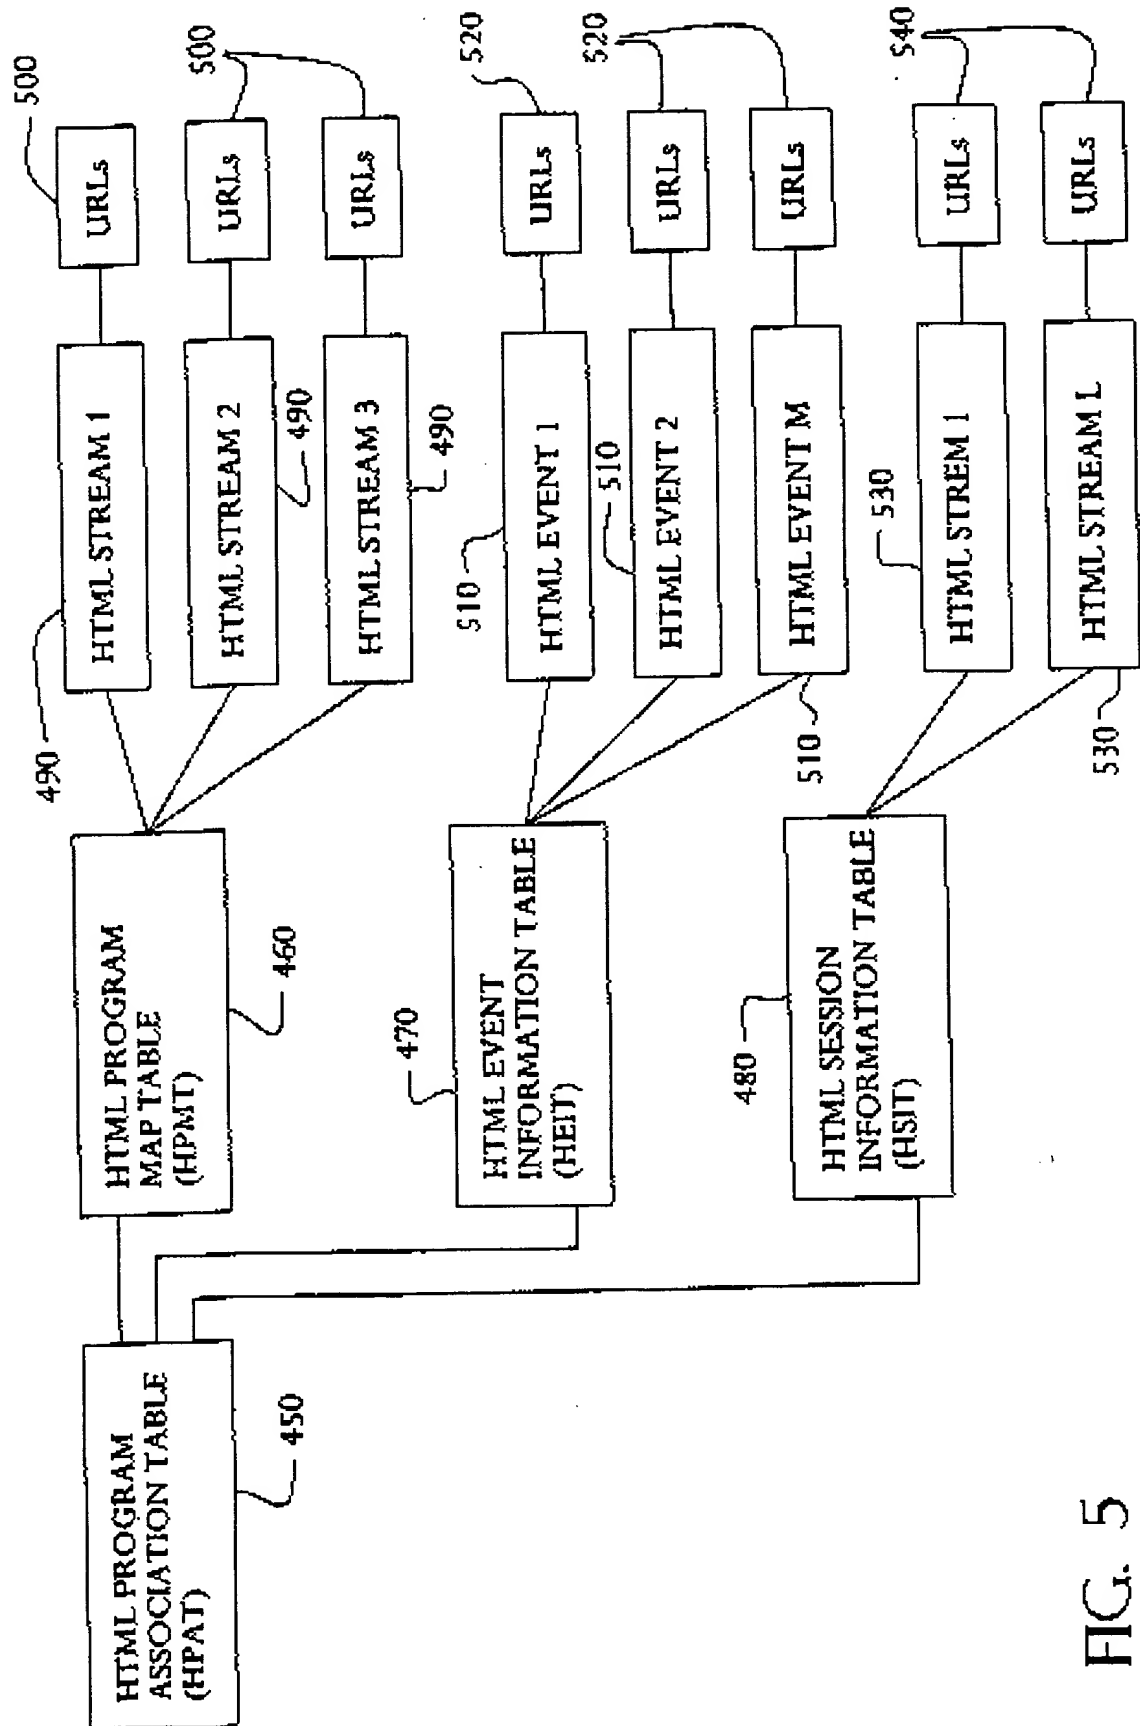 HTML PROGRAM
ASSOCIATION TABLE
(HPAT)
450
HTML PROGRAM
MAP TABLE
(HPMT)
460
HTML EVENT
INFORMATION TABLE
(HEIT)
470
HTML SESSION
INFORMATION TABLE
(HSIT)
480
490
HTML STREAM 1
URLs
500
HTML STREAM 2
490
URLs
500
HTML STREAM 3
490
URLs
510
HTML EVENT 1
URLs
520
510
HTML EVENT 2
URLs
520
HTML EVENT M
510
URLs
530
HTML STREM 1
URLs
540
HTML STREAM L
530
URLs
FIG. 5